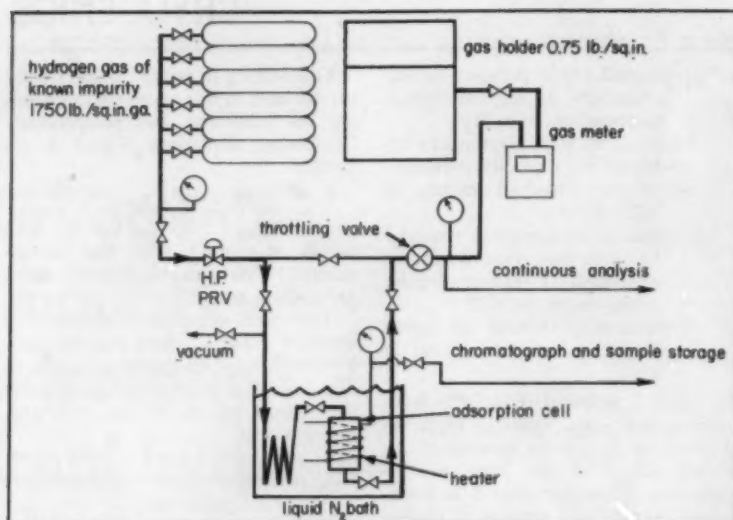 hydrogen gas of
known impurity
1750 lb./sq.in.ga.
gas holder 0.75 lb./sq.in.
gas meter
throttling valve
H.P.
PRV
continuous analysis
vacuum
chromatograph and sample storage
adsorption cell
heater
liquid N₂ bath